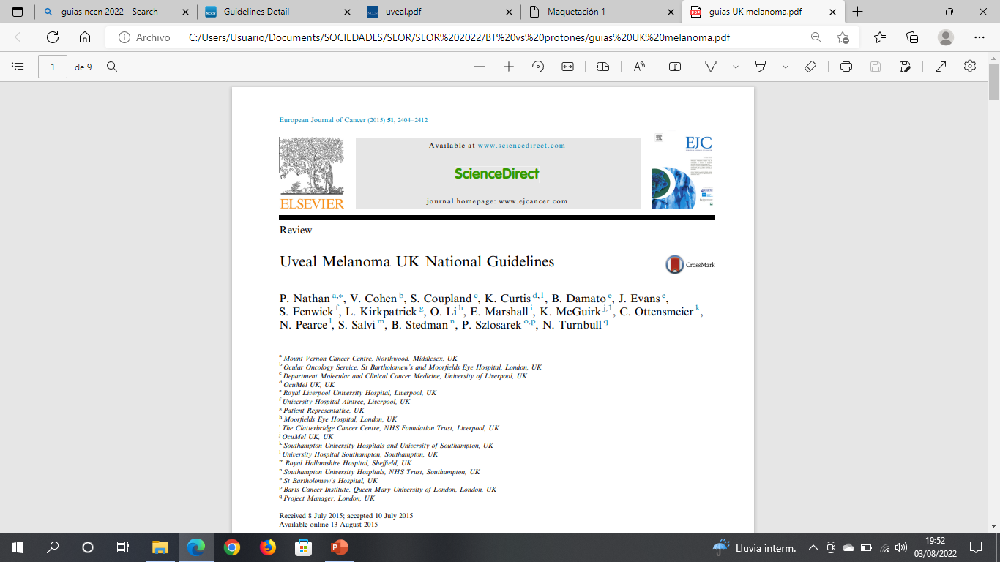 guias nccn 2022 - Search
Guidelines Detail
uveal.pdf
Maquetación 1
guias UK melanoma.pdf
Archivo
C:/Users/Usuario/Documents/SOCIEDADES/SEOR/SEOR%202022/BT%20vs%20protones/guias%20UK%20melanoma.pdf
1 de 9
European Journal of Cancer (2015) 51, 2404–2412
Available at www.sciencedirect.com
ScienceDirect
journal homepage: www.ejcancer.com
ELSEVIER
EJC
Review
Uveal Melanoma UK National Guidelines
CrossMark
P. Nathan a,*, V. Cohen b, S. Coupland c, K. Curtis d,1, B. Damato e, J. Evans e,
S. Fenwick f, L. Kirkpatrick g, O. Li h, E. Marshall i, K. McGuirk j,1, C. Ottensmeier k,
N. Pearce l, S. Salvi m, B. Stedman n, P. Szlosarek o,p, N. Turnbull q
a Mount Vernon Cancer Centre, Northwood, Middlesex, UK
b Ocular Oncology Service, St Bartholomew's and Moorfields Eye Hospital, London, UK
c Department Molecular and Clinical Cancer Medicine, University of Liverpool, UK
d OcuMel UK, UK
e Royal Liverpool University Hospital, Liverpool, UK
f University Hospital Aintree, Liverpool, UK
g Patient Representative, UK
h Moorfields Eye Hospital, London, UK
i The Clatterbridge Cancer Centre, NHS Foundation Trust, Liverpool, UK
j OcuMel UK, UK
k Southampton University Hospitals and University of Southampton, UK
l University Hospital Southampton, Southampton, UK
m Royal Hallamshire Hospital, Sheffield, UK
n Southampton University Hospitals, NHS Trust, Southampton, UK
o St Bartholomew's Hospital, UK
p Barts Cancer Institute, Queen Mary University of London, London, UK
q Project Manager, London, UK
Received 8 July 2015; accepted 10 July 2015
Available online 13 August 2015
Lluvia interm.
19:52
03/08/2022